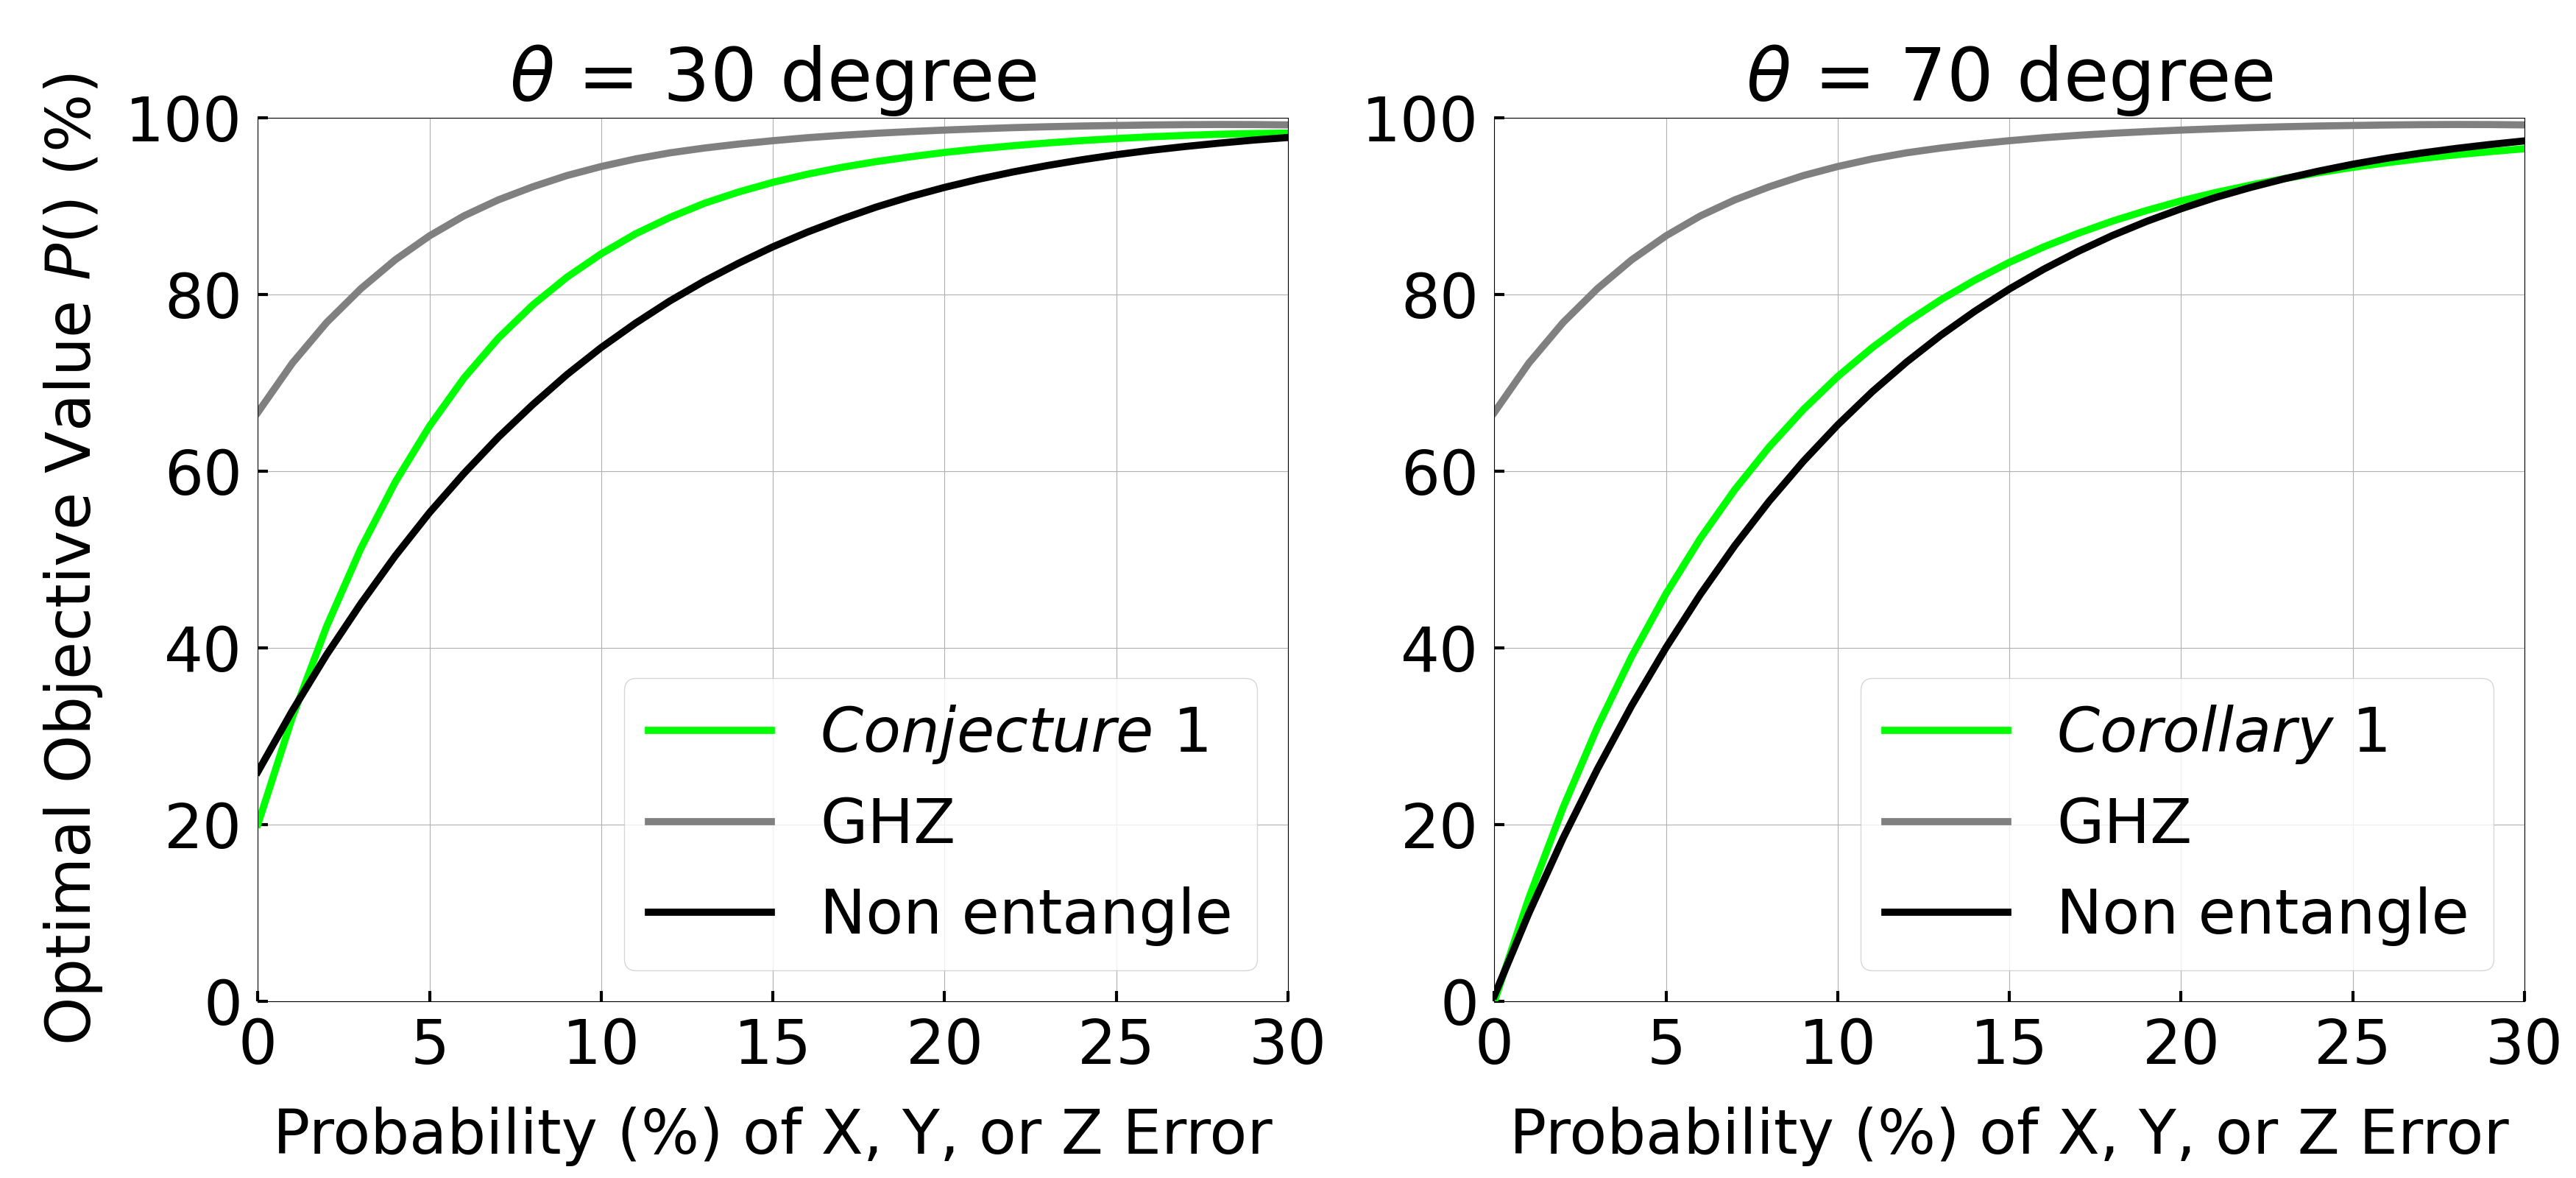 θ = 30 degree
Optimal Objective Value P() (%)
100
80
60
40
20
0
0 5 10 15 20 25 30
Probability (%) of X, Y, or Z Error
Conjecture 1
GHZ
Non entangle
θ = 70 degree
100
80
60
40
20
0
0 5 10 15 20 25 30
Probability (%) of X, Y, or Z Error
Corollary 1
GHZ
Non entangle